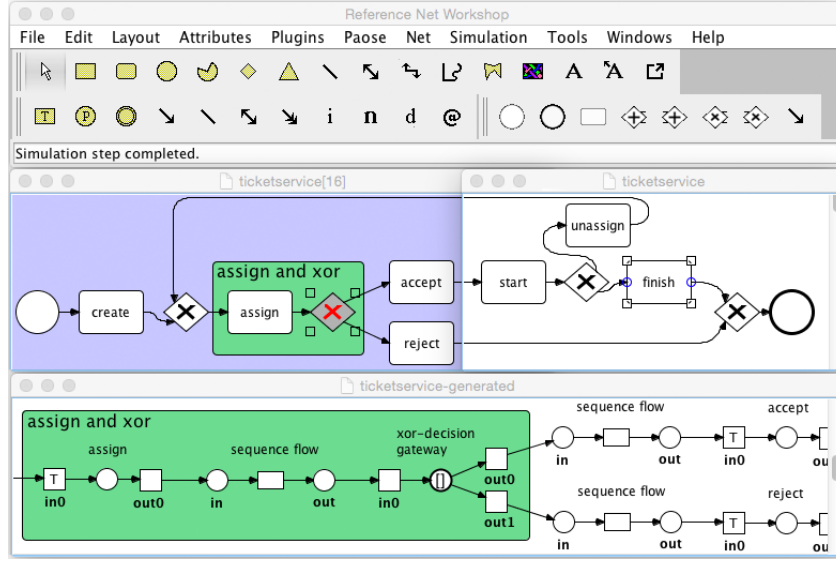 Reference Net Workshop
File Edit Layout Attributes Plugins Paose Net Simulation Tools Windows Help
A A
T P i n d @
Simulation step completed.
ticketservice[16]
ticketservice
unassign
assign and xor
accept
start
finish
create
assign
reject
ticketservice-generated
assign and xor
assign
sequence flow
xor-decision
gateway
sequence flow
accept
T
in0
out0
in
out
in0
[]
out0
out1
in
out
T
in0
ou
sequence flow
reject
in
out
T
in0
ou